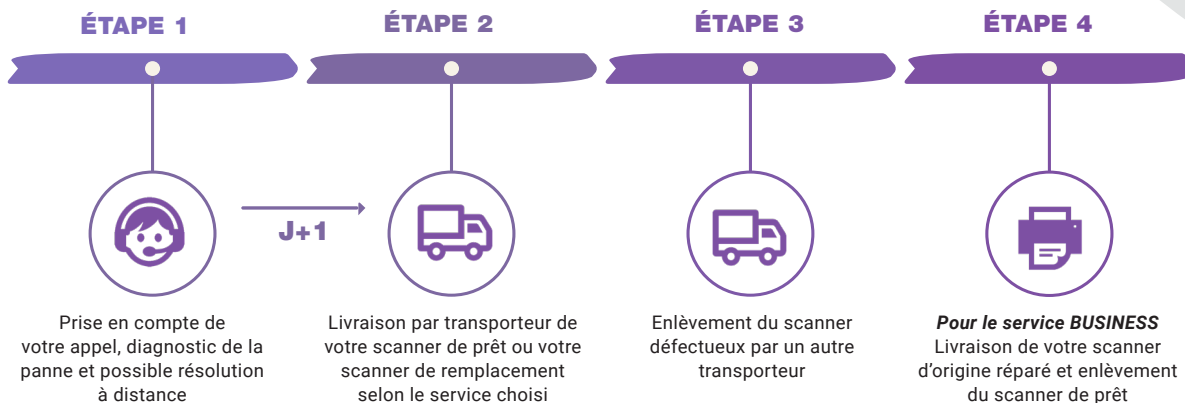 ÉTAPE 1
ÉTAPE 2
ÉTAPE 3
ÉTAPE 4
J+1
Prise en compte de
votre appel, diagnostic de la
panne et possible résolution
à distance
Livraison par transporteur de
votre scanner de prêt ou votre
scanner de remplacement
selon le service choisi
Enlèvement du scanner
défectueux par un autre
transporteur
Pour le service BUSINESS
Livraison de votre scanner
d'origine réparé et enlèvement
du scanner de prêt